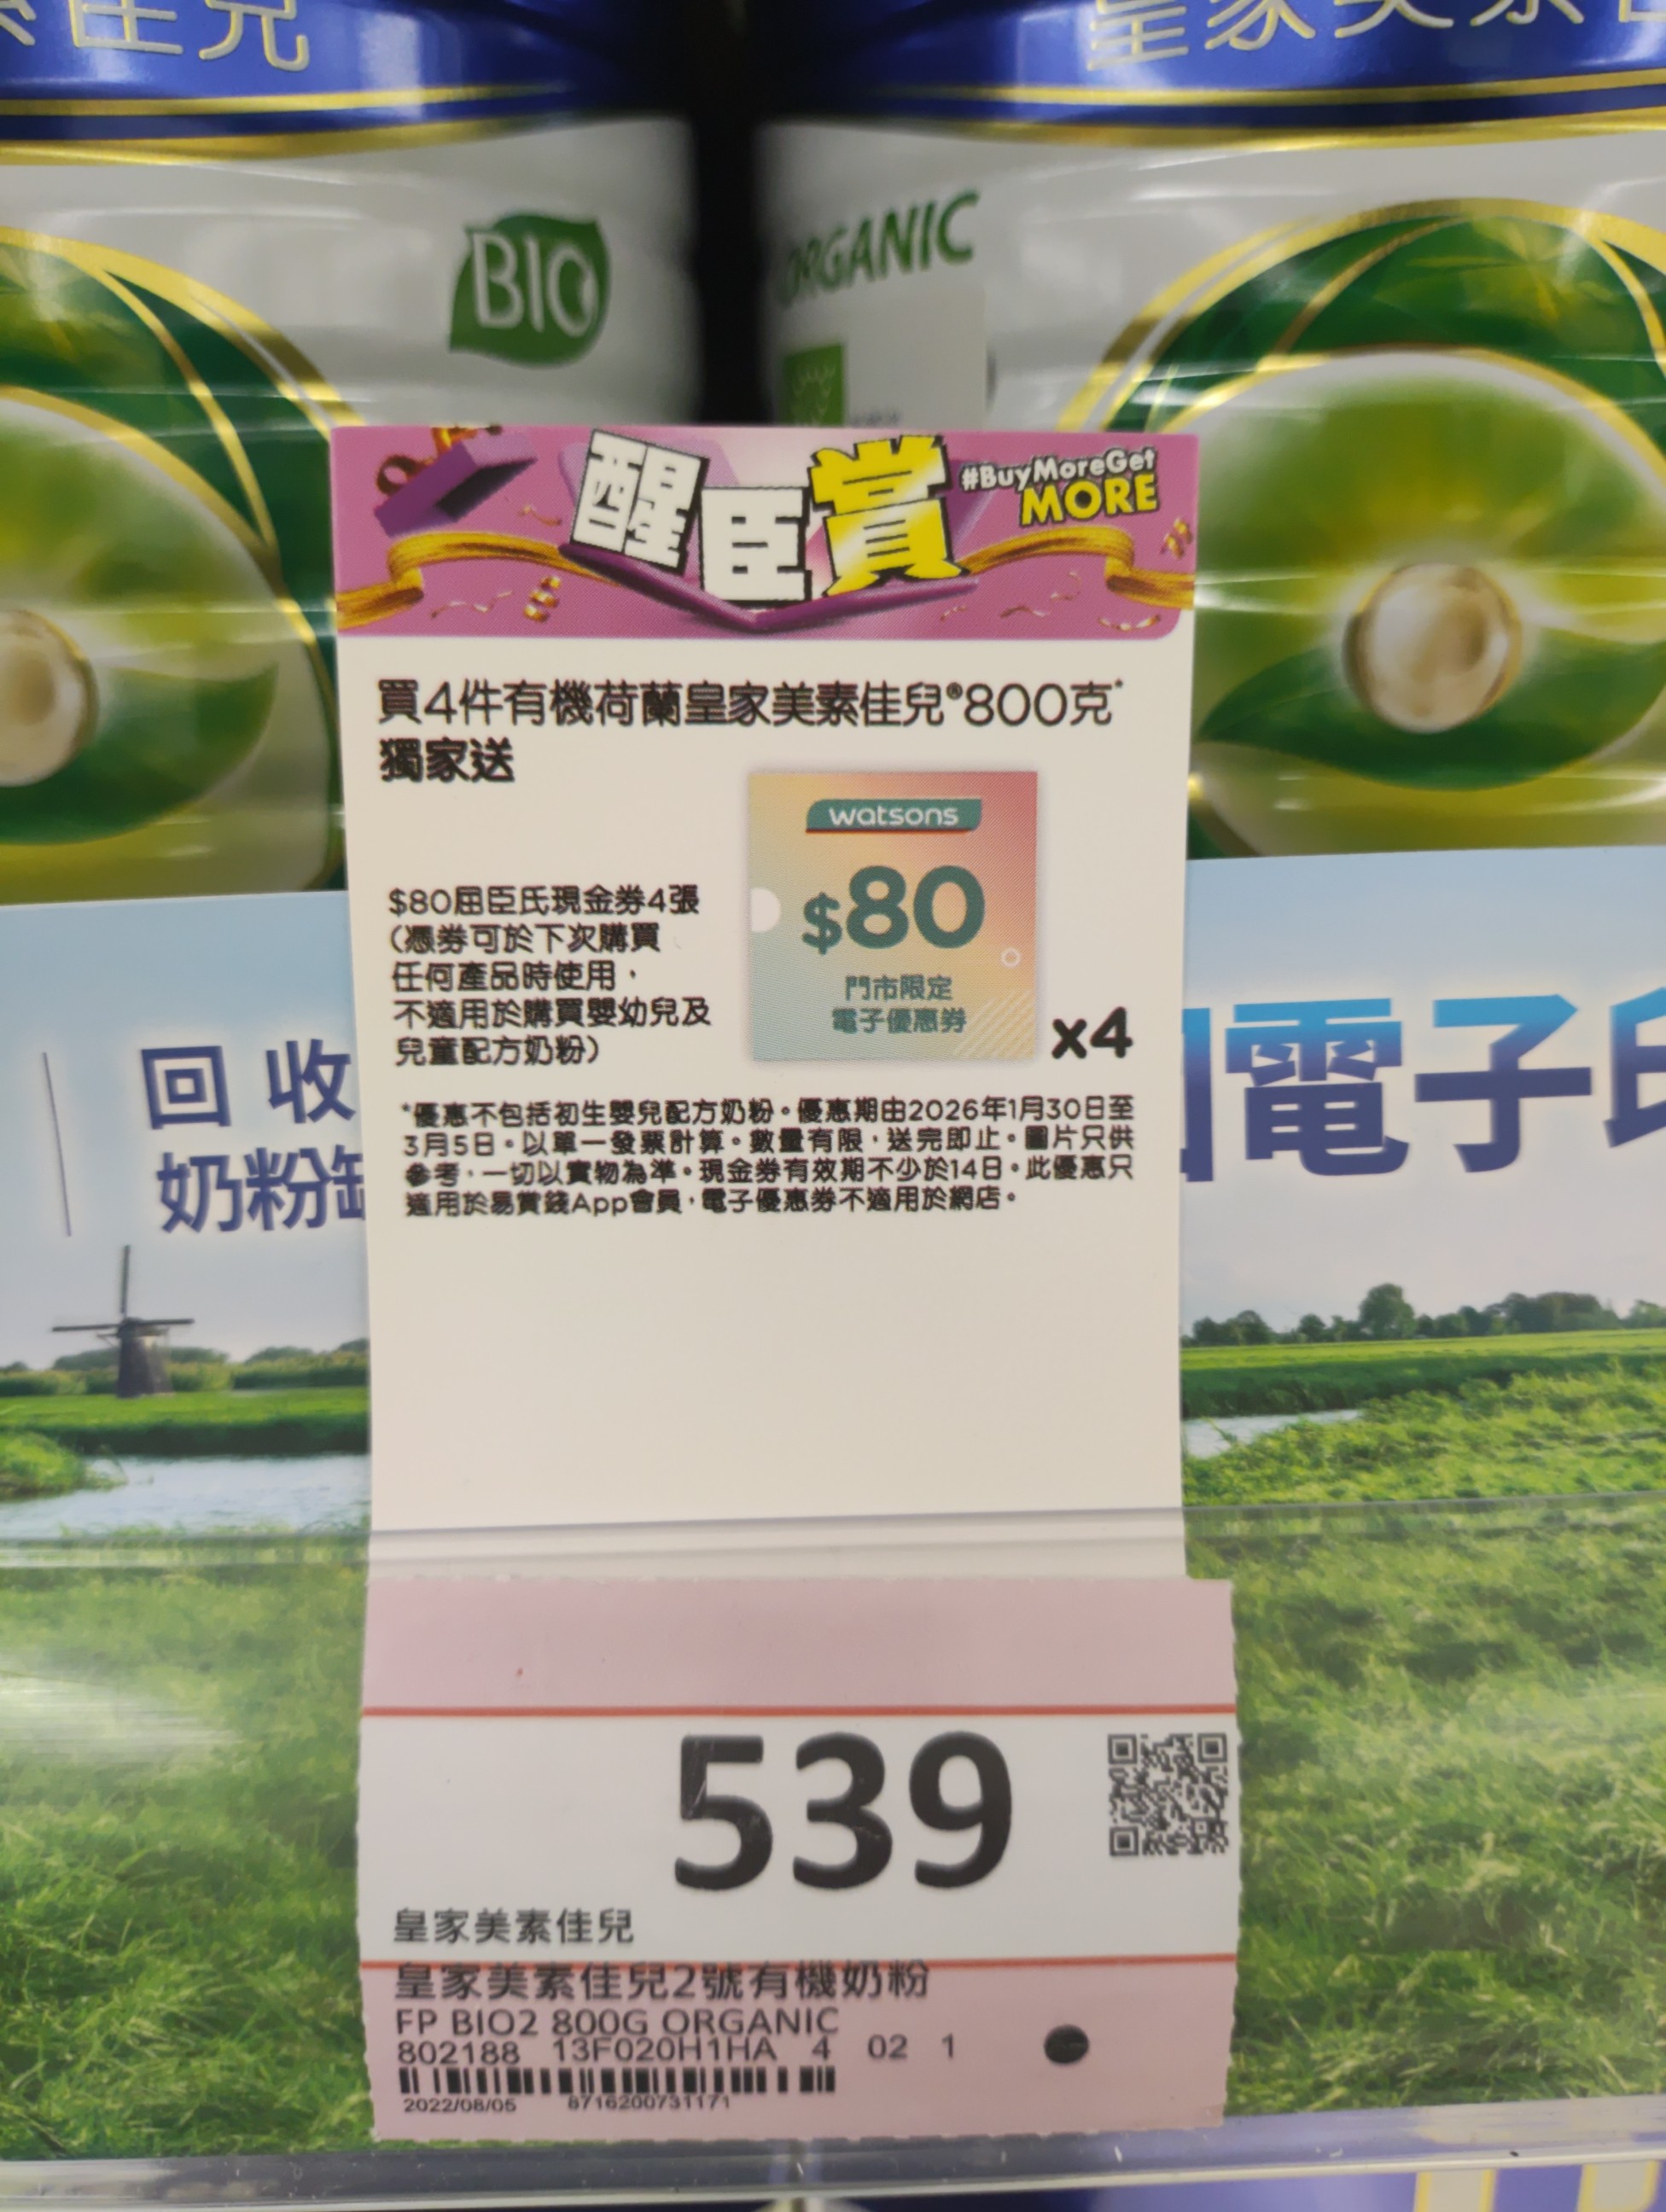 佳兒
皇家美素佳
BIO
ORGANIC
醒臣賞
#BuyMoreGet
MORE
買4件有機荷蘭皇家美素佳兒®800克*
獨家送
watsons
$80
門市限定
電子優惠券
x4
$80屈臣氏現金券4張
(憑券可於下次購買
任何產品時使用，
不適用於購買嬰幼兒及
兒童配方奶粉)
*優惠不包括初生嬰兒配方奶粉。優惠期由2026年1月30日至
3月5日。以單一發票計算。數量有限，送完即止。圖片只供
參考，一切以實物為準。現金券有效期不少於14日。此優惠只
適用於易賞錢App會員，電子優惠券不適用於網店。
回收
奶粉罐
電子印
539
皇家美素佳兒
皇家美素佳兒2號有機奶粉
FP BIO2 800G ORGANIC
802188 13F020H1HA 4 02 1
2022/08/05 8716200731171